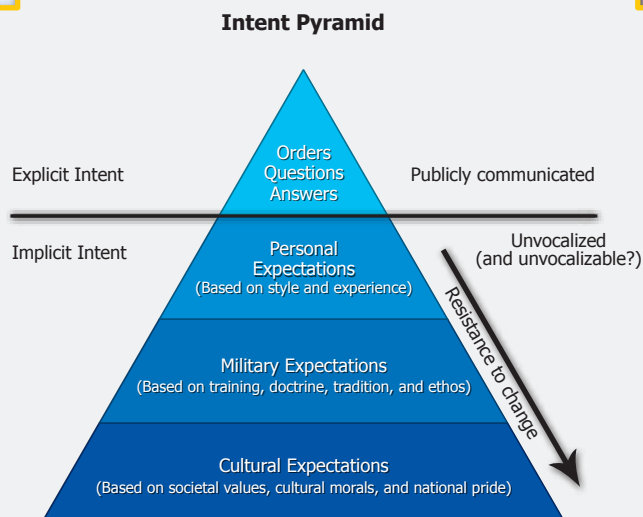 Intent Pyramid
Orders
Questions
Answers
Explicit Intent
Publicly communicated
Implicit Intent
Unvocalized
(and unvocalizable?)
Personal
Expectations
(Based on style and experience)
Resistance to change
Military Expectations
(Based on training, doctrine, tradition, and ethos)
Cultural Expectations
(Based on societal values, cultural morals, and national pride)